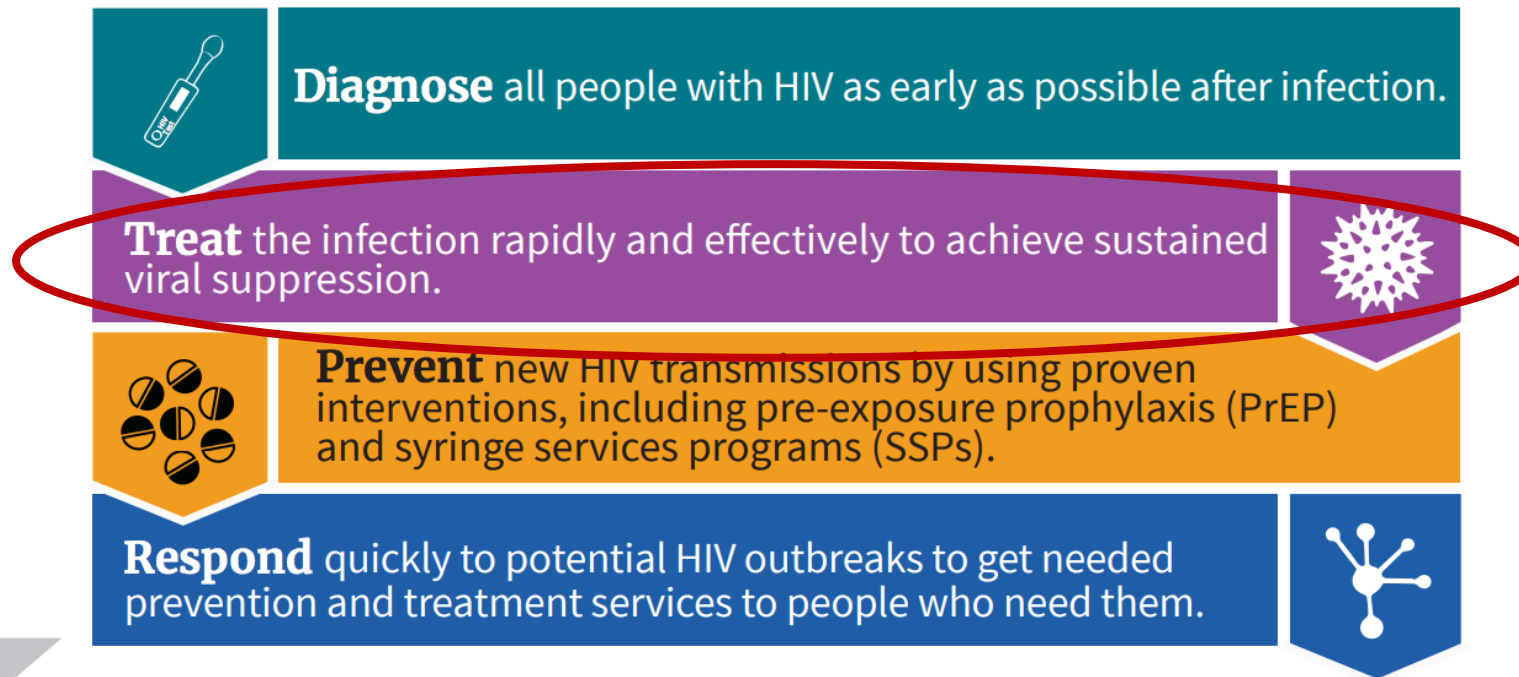 HIV
Test
Diagnose all people with HIV as early as possible after infection.
Treat the infection rapidly and effectively to achieve sustained
viral suppression.
Prevent new HIV transmissions by using proven
interventions, including pre-exposure prophylaxis (PrEP)
and syringe services programs (SSPs).
Respond quickly to potential HIV outbreaks to get needed
prevention and treatment services to people who need them.